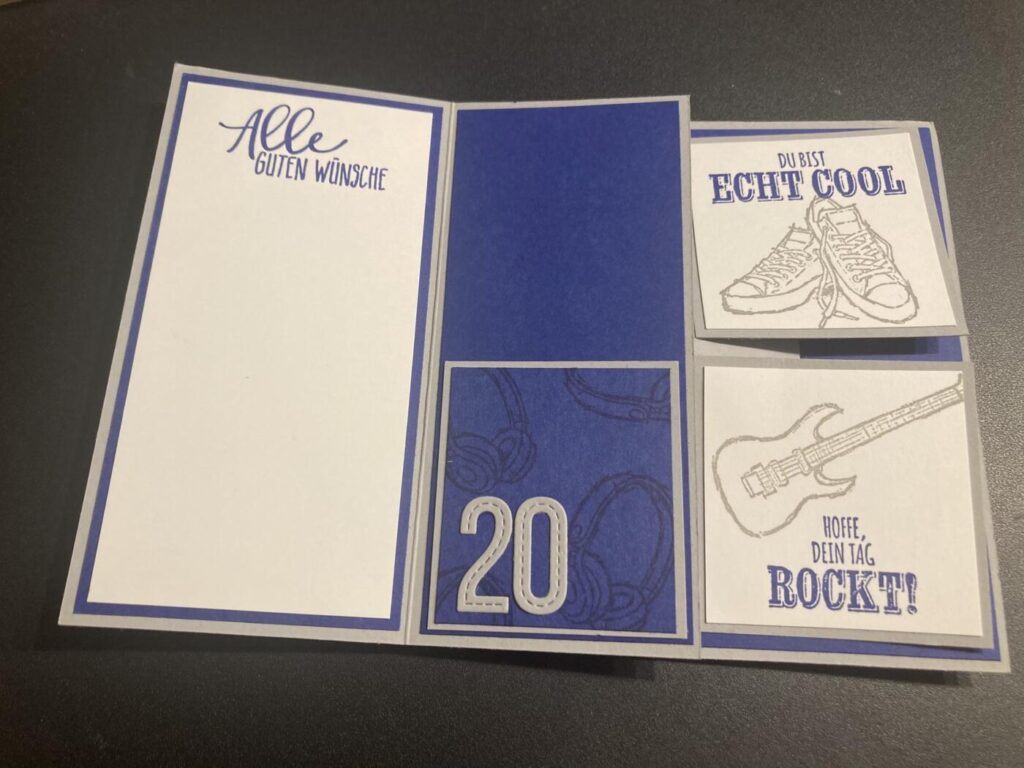 Alle
GUTEN WÜNSCHE
20
DU BIST
ECHT COOL
HOFFE,
DEIN TAG
ROCKT!